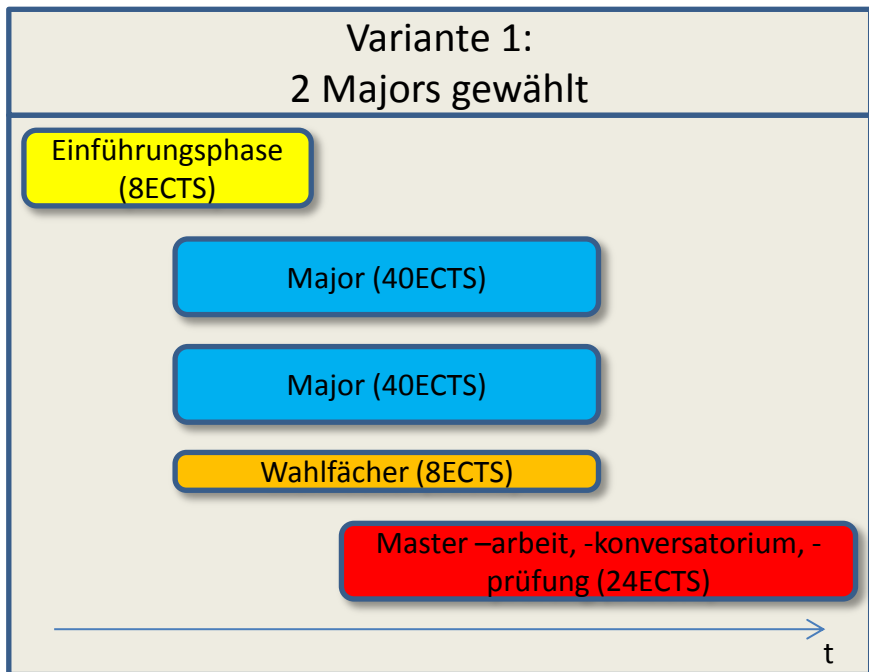 Variante 1:
2 Majors gewählt
Einführungsphase
(8ECTS)
Major (40ECTS)
Major (40ECTS)
Wahlfächer (8ECTS)
Master –arbeit, -konversatorium, -
prüfung (24ECTS)
t